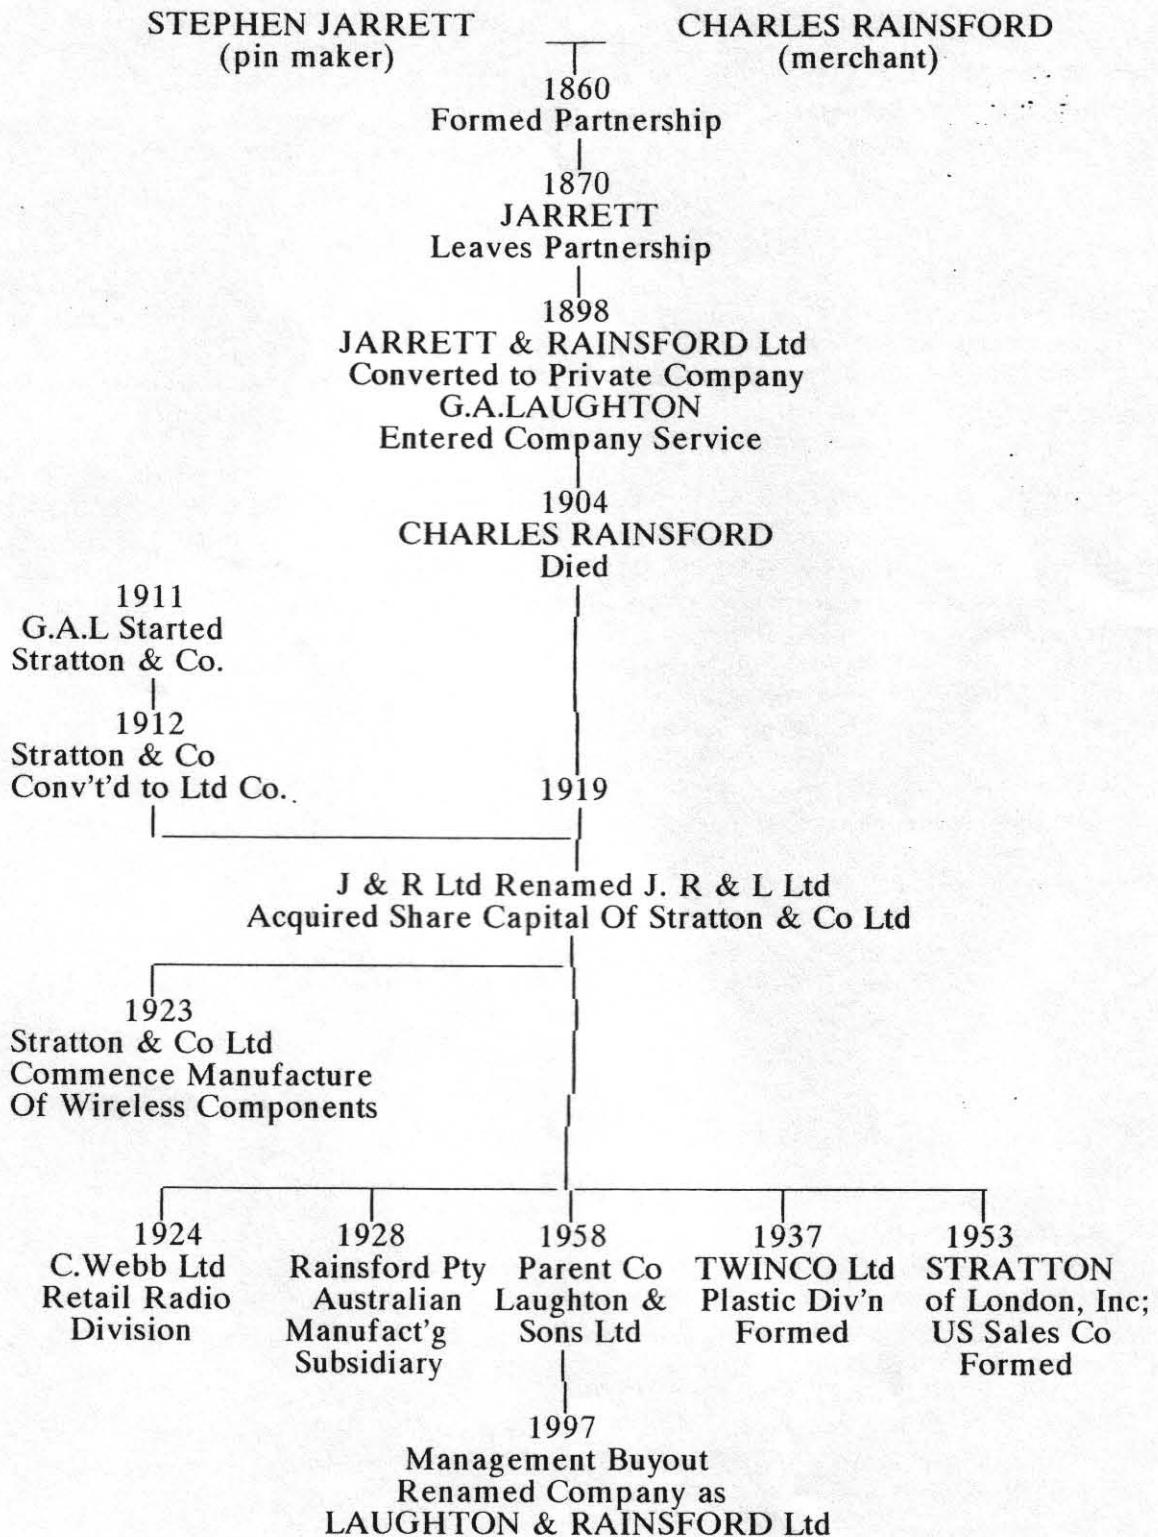 STEPHEN JARRETT
(pin maker)
CHARLES RAINSFORD
(merchant)
1860
Formed Partnership
1870
JARRETT
Leaves Partnership
1898
JARRETT & RAINSFORD Ltd
Converted to Private Company
G.A.LAUGHTON
Entered Company Service
1904
CHARLES RAINSFORD
Died
1911
G.A.L Started
Stratton & Co.
1912
Stratton & Co
Conv't'd to Ltd Co.
1919
J & R Ltd Renamed J. R & L Ltd
Acquired Share Capital Of Stratton & Co Ltd
1923
Stratton & Co Ltd
Commence Manufacture
Of Wireless Components
1924
C.Webb Ltd
Retail Radio
Division
1928
Rainsford Pty
Australian
Manufact'g
Subsidiary
1958
Parent Co
Laughton &
Sons Ltd
1937
TWINCO Ltd
Plastic Div'n
Formed
1953
STRATTON
of London, Inc;
US Sales Co
Formed
1997
Management Buyout
Renamed Company as
LAUGHTON & RAINSFORD Ltd